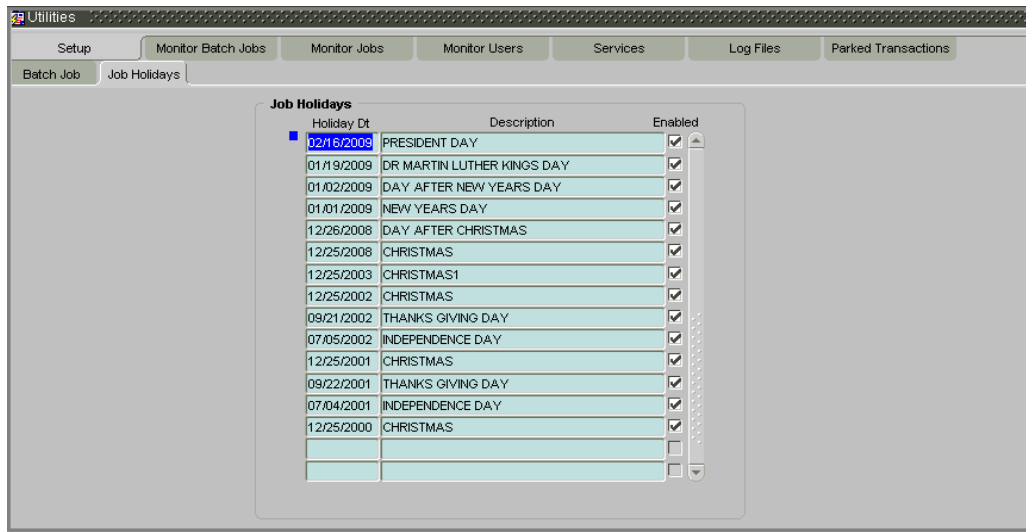 Utilities
Setup Monitor Batch Jobs Monitor Jobs Monitor Users Services Log Files Parked Transactions
Batch Job Job Holidays
Job Holidays
Holiday Dt Description Enabled
02/16/2009 PRESIDENT DAY
01/19/2009 DR MARTIN LUTHER KINGS DAY
01/02/2009 DAY AFTER NEW YEARS DAY
01/01/2009 NEW YEARS DAY
12/26/2008 DAY AFTER CHRISTMAS
12/25/2008 CHRISTMAS
12/25/2003 CHRISTMAS1
12/25/2002 CHRISTMAS
09/21/2002 THANKS GIVING DAY
07/05/2002 INDEPENDENCE DAY
12/25/2001 CHRISTMAS
09/22/2001 THANKS GIVING DAY
07/04/2001 INDEPENDENCE DAY
12/25/2000 CHRISTMAS